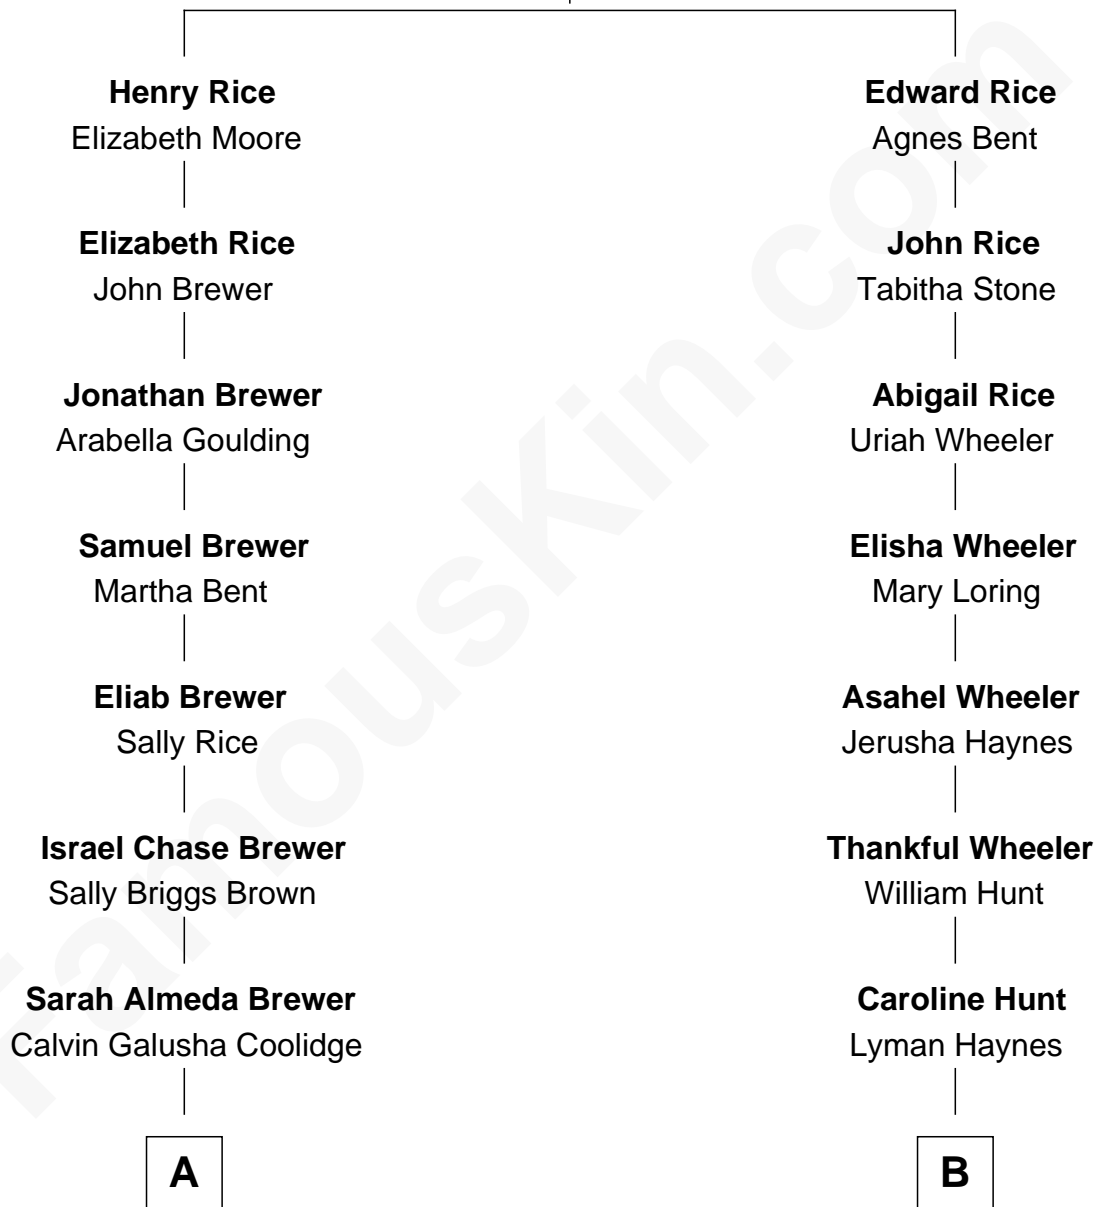 Henry Rice
Elizabeth Moore
Edward Rice
Agnes Bent
Elizabeth Rice
John Brewer
John Rice
Tabitha Stone
Jonathan Brewer
Arabella Goulding
Abigail Rice
Uriah Wheeler
Samuel Brewer
Martha Bent
Elisha Wheeler
Mary Loring
Eliab Brewer
Sally Rice
Asahel Wheeler
Jerusha Haynes
Israel Chase Brewer
Sally Briggs Brown
Thankful Wheeler
William Hunt
Sarah Almeda Brewer
Calvin Galusha Coolidge
Caroline Hunt
Lyman Haynes
A
B
FamousKin.com